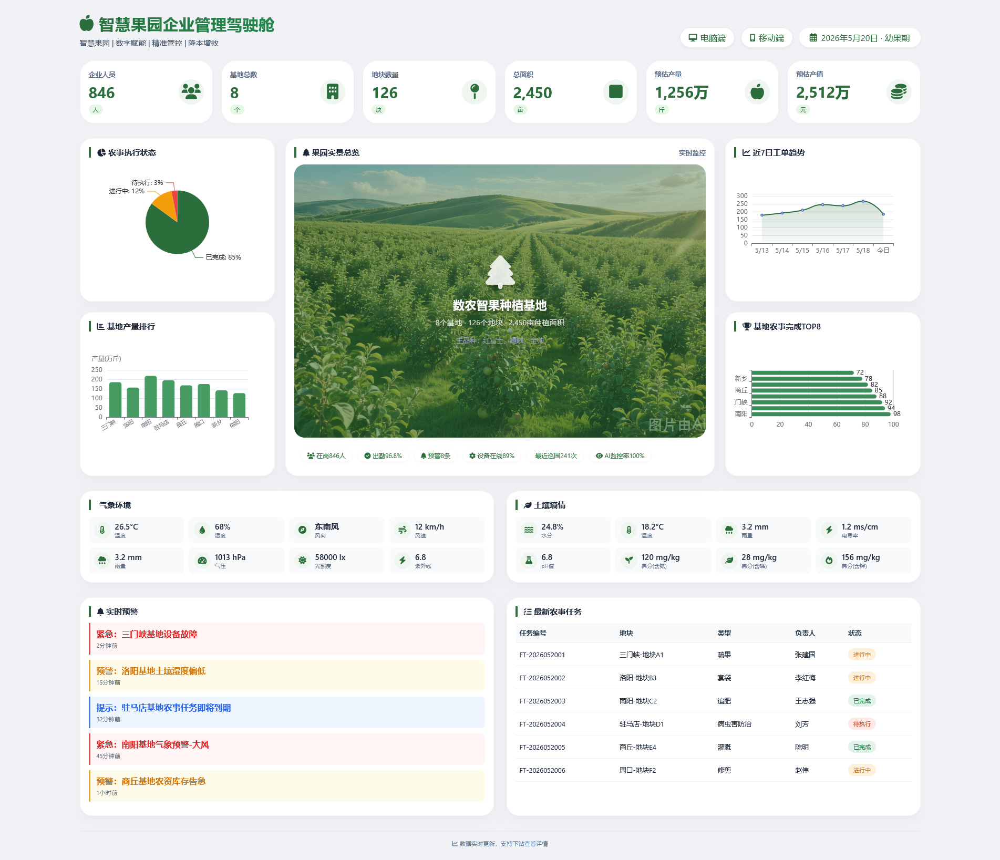 智慧果园企业管理驾驶舱
智慧果园 | 数字赋能 | 精准管控 | 降本增效
电脑端
移动端
2026年5月20日 · 幼果期
企业人员
846
人
基地总数
8
个
地块数量
126
块
总面积
2,450
亩
预估产量
1,256万
斤
预估产值
2,512万
元
农事执行状态
待执行: 3%
进行中: 12%
已完成: 85%
基地产量排行
产量(万斤)
250
200
150
100
50
0
三门峡
洛阳
南阳
驻马店
商丘
周口
新乡
信阳
果园实景总览
实时监控
数农智果种植基地
8个基地 · 126个地块 · 2,450亩种植面积
主品种：红富士、嘎啦、金帅
图片由AI
在岗846人
出勤96.8%
预警8条
设备在线89%
最近巡园241次
AI监控率100%
近7日工单趋势
300
250
200
150
100
50
0
5/13
5/14
5/15
5/16
5/17
5/18
今日
基地农事完成TOP8
72
新乡
78
82
商丘
85
88
门峡
92
94
南阳
98
0
20
40
60
80
100
气象环境
26.5°C
温度
68%
湿度
东南风
风向
12 km/h
风速
3.2 mm
雨量
1013 hPa
气压
58000 lx
光照度
6.8
紫外线
土壤墒情
24.8%
水分
18.2°C
温度
3.2 mm
雨量
1.2 ms/cm
电导率
6.8
pH值
120 mg/kg
养分(含氮)
28 mg/kg
养分(含磷)
156 mg/kg
养分(含钾)
实时预警
紧急：三门峡基地设备故障
2分钟前
预警：洛阳基地土壤湿度偏低
15分钟前
提示：驻马店基地农事任务即将到期
32分钟前
紧急：南阳基地气象预警-大风
45分钟前
预警：商丘基地农资库存告急
1小时前
最新农事任务
任务编号 地块 类型 负责人 状态
FT-2026052001 三门峡-地块A1 疏果 张建国 进行中
FT-2026052002 洛阳-地块B3 套袋 李红梅 进行中
FT-2026052003 南阳-地块C2 追肥 王志强 已完成
FT-2026052004 驻马店-地块D1 病虫害防治 刘芳 待执行
FT-2026052005 商丘-地块E4 灌溉 陈明 已完成
FT-2026052006 周口-地块F2 修剪 赵伟 进行中
数据实时更新，支持下钻查看详情